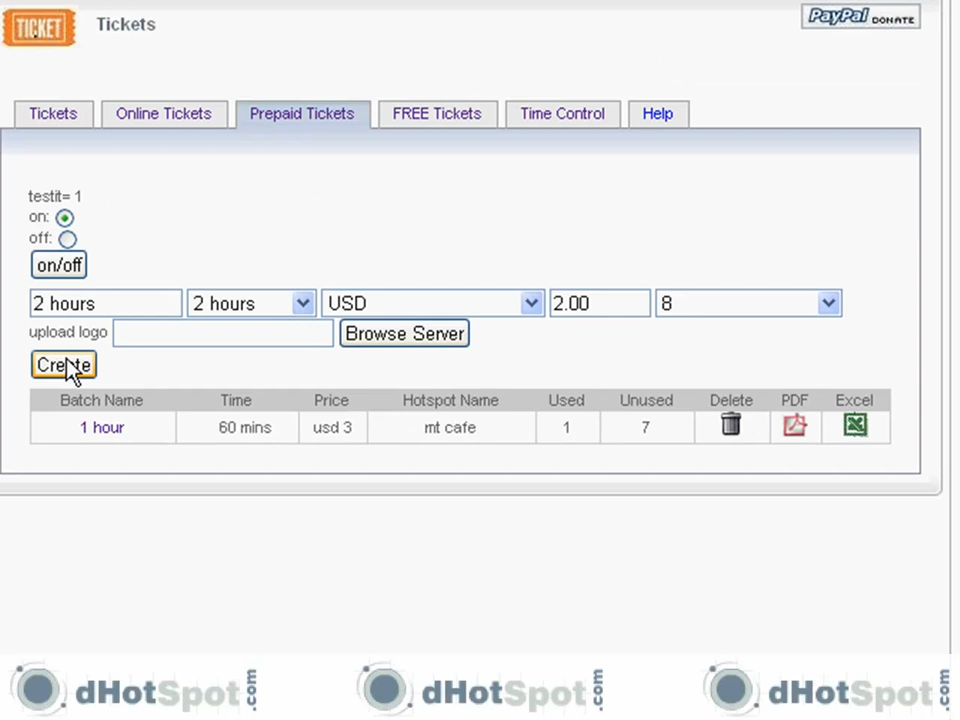 TICKET Tickets PayPal DONATE
Tickets Online Tickets Prepaid Tickets FREE Tickets Time Control Help
testit= 1
on:
off:
on/off
2 hours 2 hours USD 2.00 8
upload logo Browse Server
Create
Batch Name Time Price Hotspot Name Used Unused Delete PDF Excel
1 hour 60 mins usd 3 mt cafe 1 7
dHotSpot.com dHotSpot.com dHotSpot.com